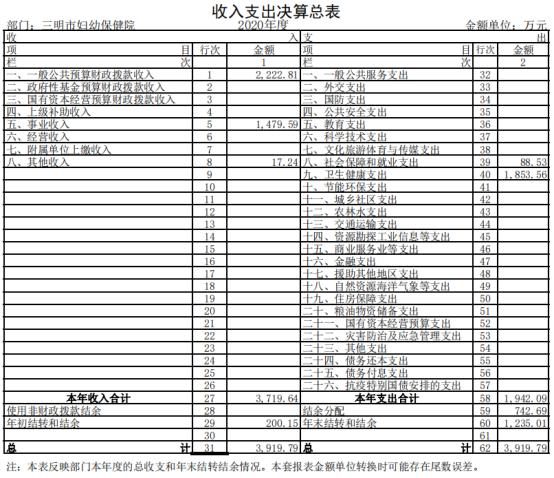 收入支出决算总表
部门：三明市妇幼保健院 2020年度 金额单位：万元
收 入 支 出
项 目 行次 金额 项 目 行次 金额
栏 次 1 栏 次 2
一、一般公共预算财政拨款收入 1 2,222.81 一、一般公共服务支出 32
二、政府性基金预算财政拨款收入 2 二、外交支出 33
三、国有资本经营预算财政拨款收入 3 三、国防支出 34
四、上级补助收入 4 四、公共安全支出 35
五、事业收入 5 1,479.59 五、教育支出 36
六、经营收入 6 六、科学技术支出 37
七、附属单位上缴收入 7 七、文化旅游体育与传媒支出 38
八、其他收入 8 17.24 八、社会保障和就业支出 39 88.53
9 九、卫生健康支出 40 1,853.56
10 十、节能环保支出 41
11 十一、城乡社区支出 42
12 十二、农林水支出 43
13 十三、交通运输支出 44
14 十四、资源勘探工业信息等支出 45
15 十五、商业服务业等支出 46
16 十六、金融支出 47
17 十七、援助其他地区支出 48
18 十八、自然资源海洋气象等支出 49
19 十九、住房保障支出 50
20 二十、粮油物资储备支出 51
21 二十一、国有资本经营预算支出 52
22 二十二、灾害防治及应急管理支出 53
23 二十三、其他支出 54
24 二十四、债务还本支出 55
25 二十五、债务付息支出 56
26 二十六、抗疫特别国债安排的支出 57
本年收入合计 27 3,719.64 本年支出合计 58 1,942.09
使用非财政拨款结余 28 结余分配 59 742.69
年初结转和结余 29 200.15 年末结转和结余 60 1,235.01
30 61
总 计 31 3,919.79 总 计 62 3,919.79
注：本表反映部门本年度的总收支和年末结转结余情况。本套报表金额单位转换时可能存在尾数误差。